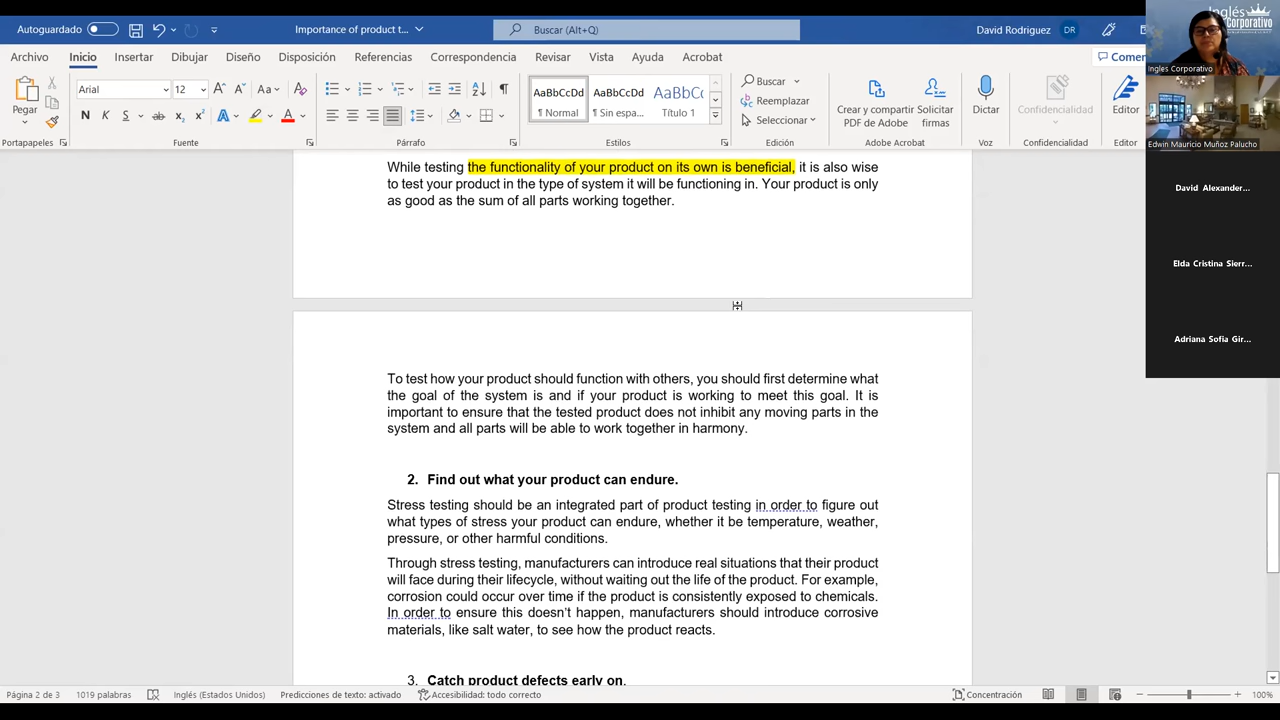 Autoguardado
Importance of product t...
Buscar (Alt+Q)
David Rodriguez DR
Archivo Inicio Insertar Dibujar Diseño Disposición Referencias Correspondencia Revisar Vista Ayuda Acrobat
Comen
Pegar
Arial 12
AaBbCcDd AaBbCcDd AaBbCc
¶ Normal ¶ Sin espa... Título 1
Buscar
Reemplazar
Seleccionar
Crear y compartir PDF de Adobe
Solicitar firmas
Dictar
Confidencialidad
Editor
Portapapeles Fuente Párrafo Estilos Edición Adobe Acrobat Voz Confidencialidad Editor
Inglés Corporativo
Ingles Corporativo
Edwin Mauricio Muñoz Palucho
David Alexander...
Elda Cristina Sierr...
Adriana Sofia Gir...
While testing the functionality of your product on its own is beneficial, it is also wise
to test your product in the type of system it will be functioning in. Your product is only
as good as the sum of all parts working together.
To test how your product should function with others, you should first determine what
the goal of the system is and if your product is working to meet this goal. It is
important to ensure that the tested product does not inhibit any moving parts in the
system and all parts will be able to work together in harmony.
2. Find out what your product can endure.
Stress testing should be an integrated part of product testing in order to figure out
what types of stress your product can endure, whether it be temperature, weather,
pressure, or other harmful conditions.
Through stress testing, manufacturers can introduce real situations that their product
will face during their lifecycle, without waiting out the life of the product. For example,
corrosion could occur over time if the product is consistently exposed to chemicals.
In order to ensure this doesn't happen, manufacturers should introduce corrosive
materials, like salt water, to see how the product reacts.
3. Catch product defects early on.
Página 2 de 3 1019 palabras Inglés (Estados Unidos) Predicciones de texto: activado Accesibilidad: todo correcto Concentración 100%